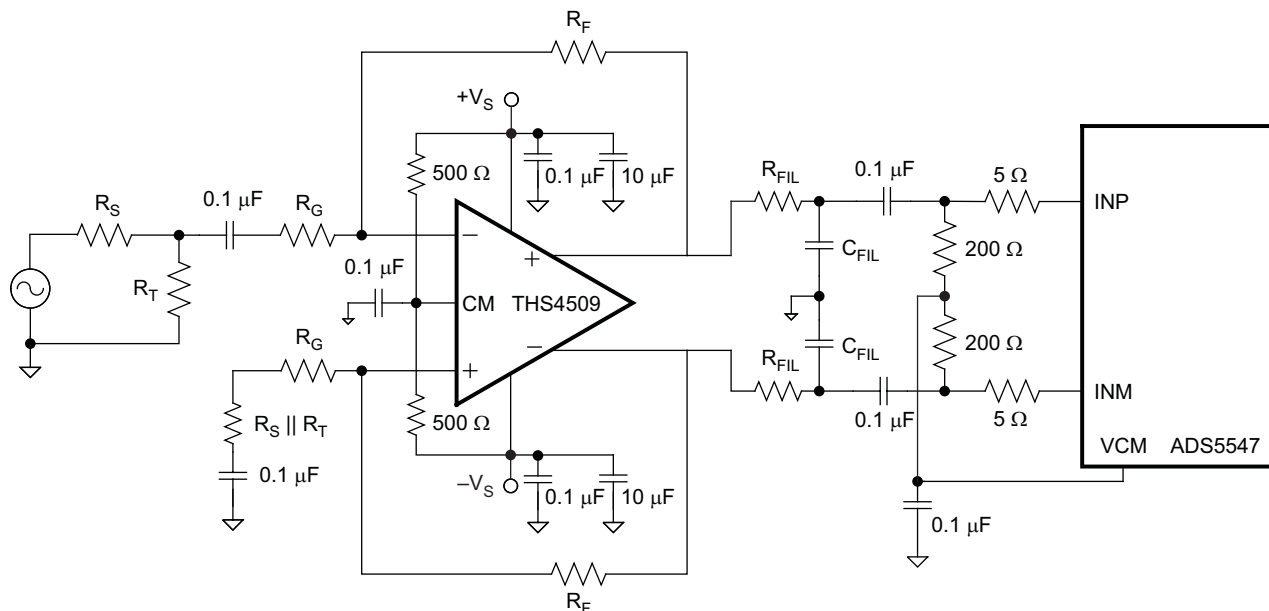 R_F
+V_S
500 Ω
0.1 μF
10 μF
R_FIL
0.1 μF
5 Ω
INP
R_S
0.1 μF
R_G
−
+
C_FIL
200 Ω
R_T
0.1 μF
CM THS4509
R_G
+
−
R_FIL
C_FIL
200 Ω
0.1 μF
5 Ω
INM
R_S || R_T
0.1 μF
500 Ω
−V_S
0.1 μF
10 μF
VCM ADS5547
0.1 μF
R_F